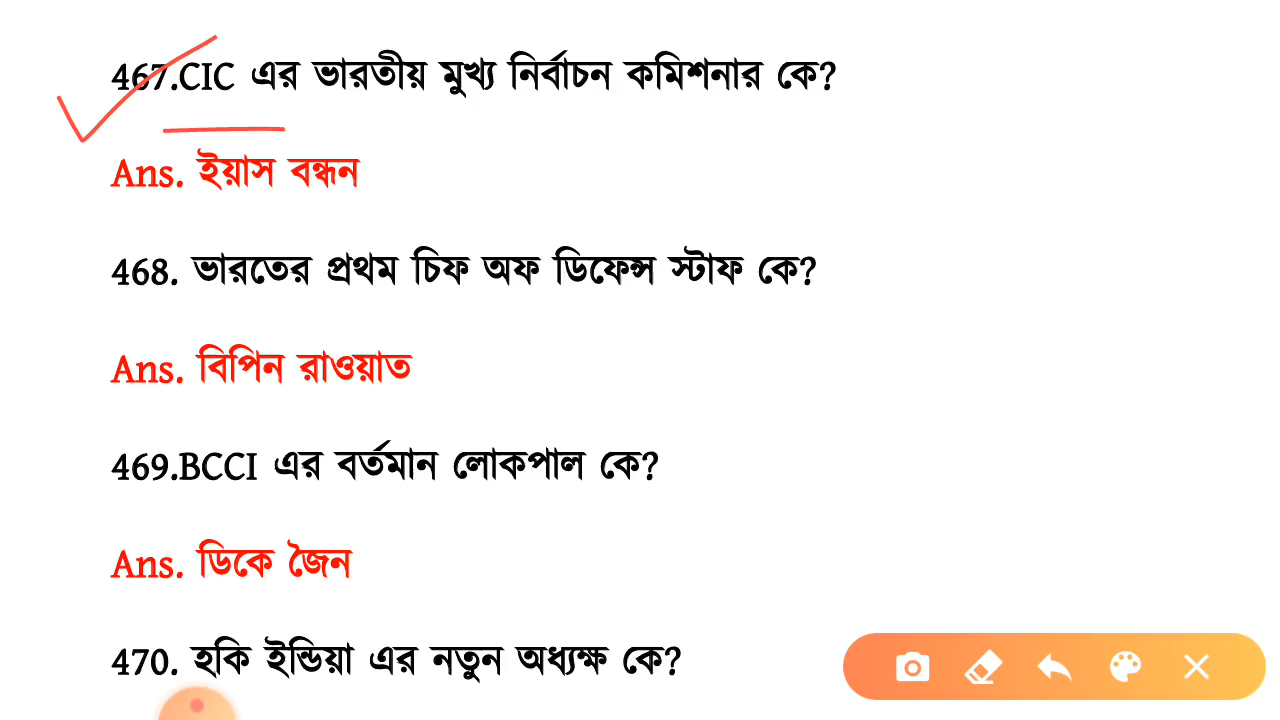 467.CIC এর ভারতীয় মুখ্য নির্বাচন কমিশনার কে?
Ans. ইয়াস বন্ধন
468. ভারতের প্রথম চিফ অফ ডিফেন্স স্টাফ কে?
Ans. বিপিন রাওয়াত
469.BCCI এর বর্তমান লোকপাল কে?
Ans. ডিকে জৈন
470. হকি ইন্ডিয়া এর নতুন অধ্যক্ষ কে?